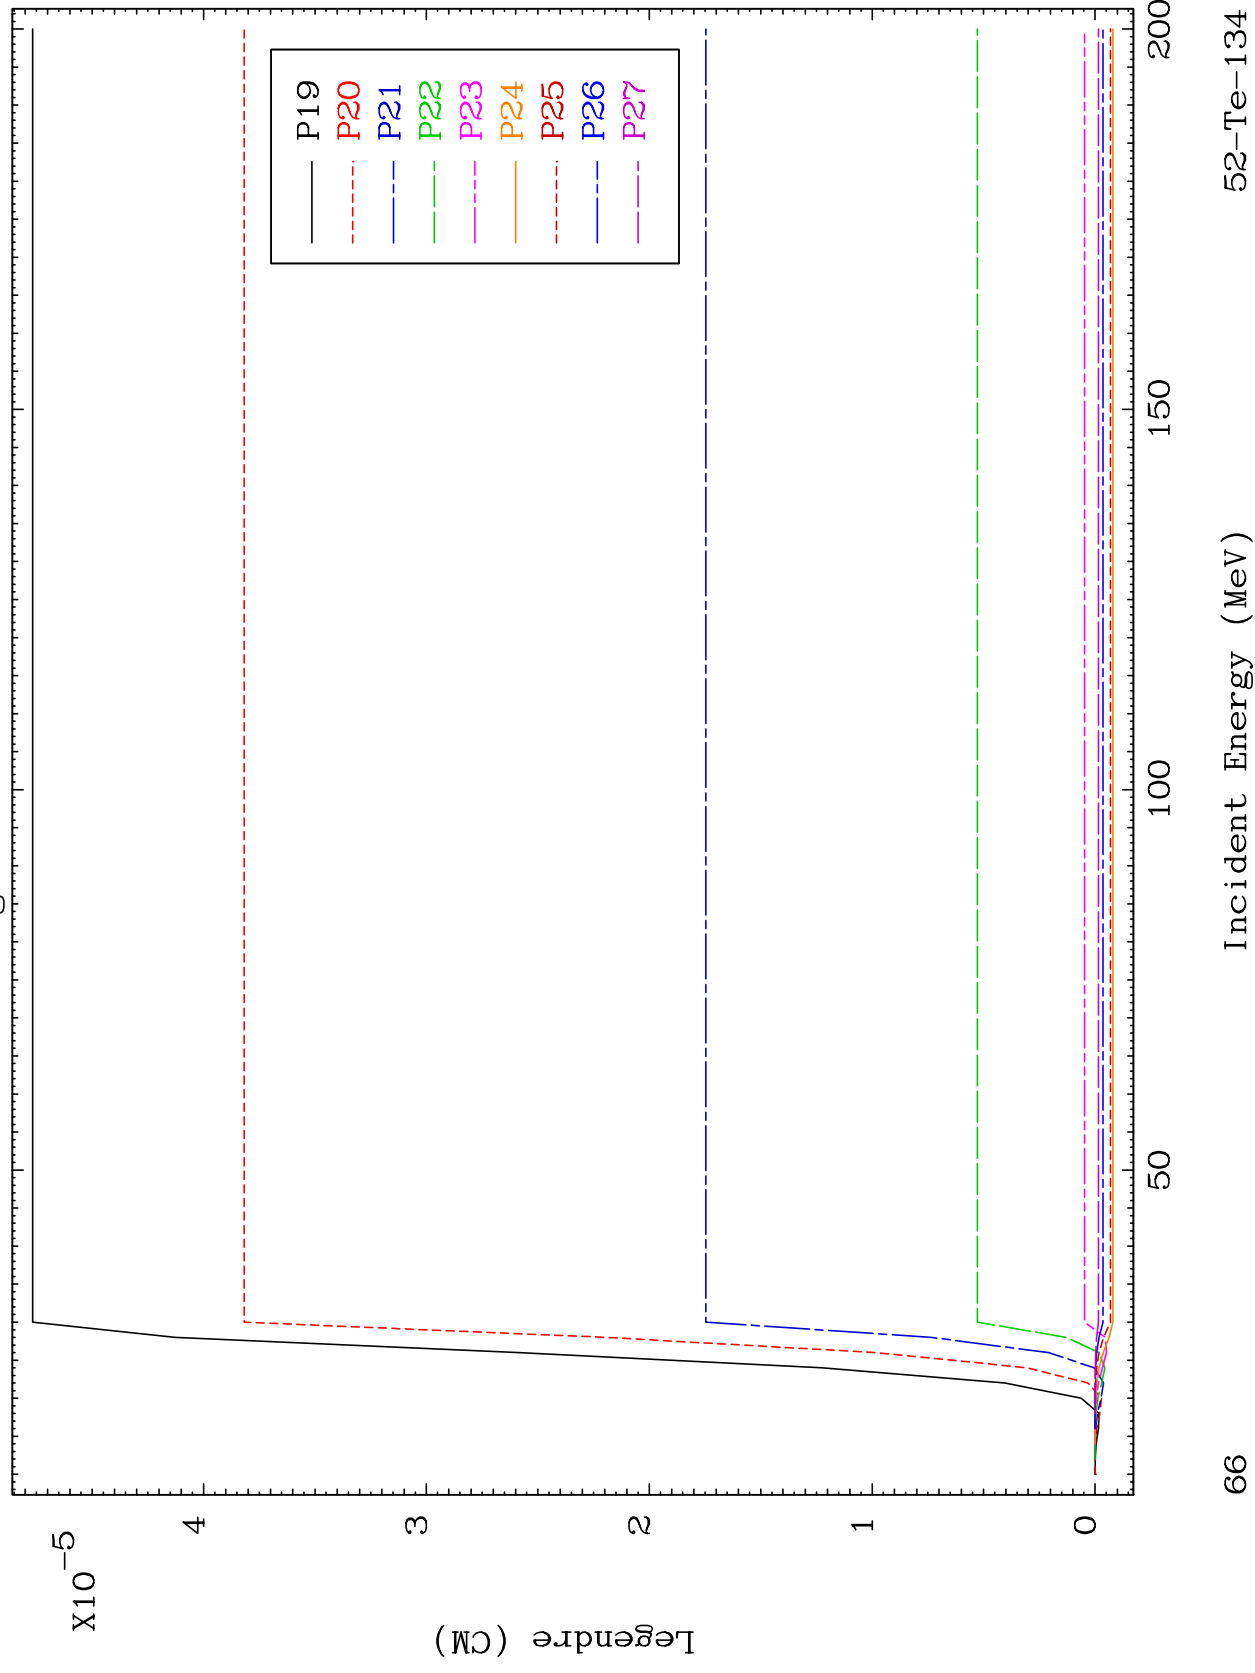 X10-5
Legendre (CM)
4
3
2
1
0
P19
P20
P21
P22
P23
P24
P25
P26
P27
50
100
150
200
66
Incident Energy (MeV)
52-Te-134